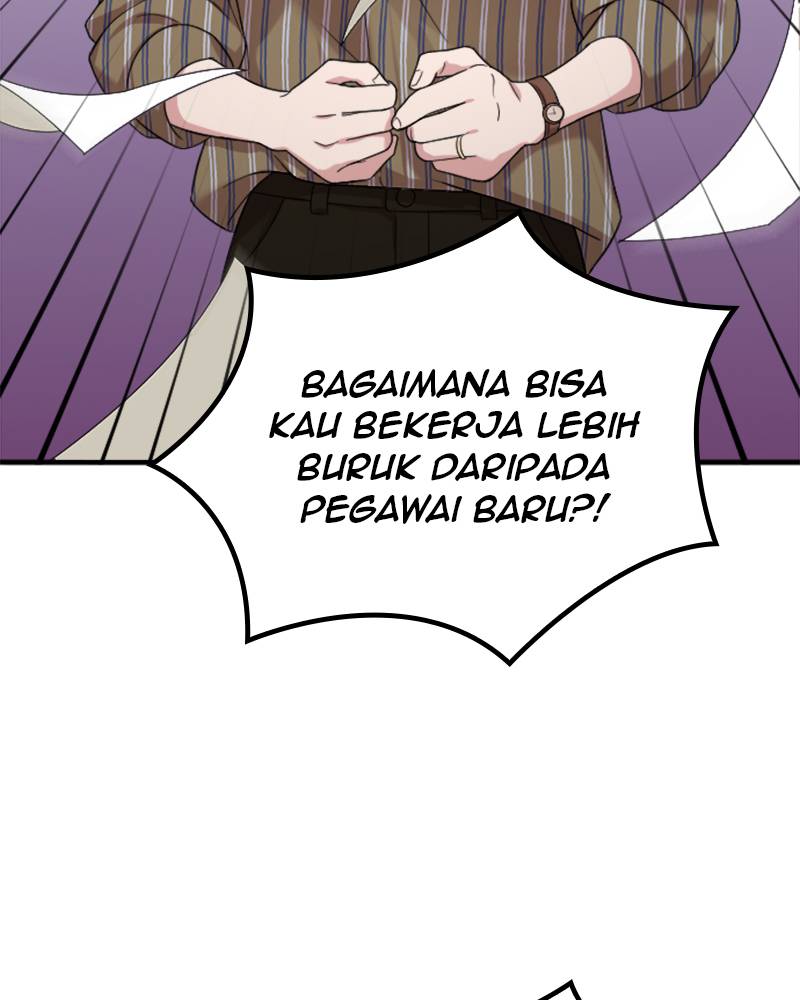 BAGAIMANA BISA
KAU BEKERJA LEBIH
BURUK DARIPADA
PEGAWAI BARU?!